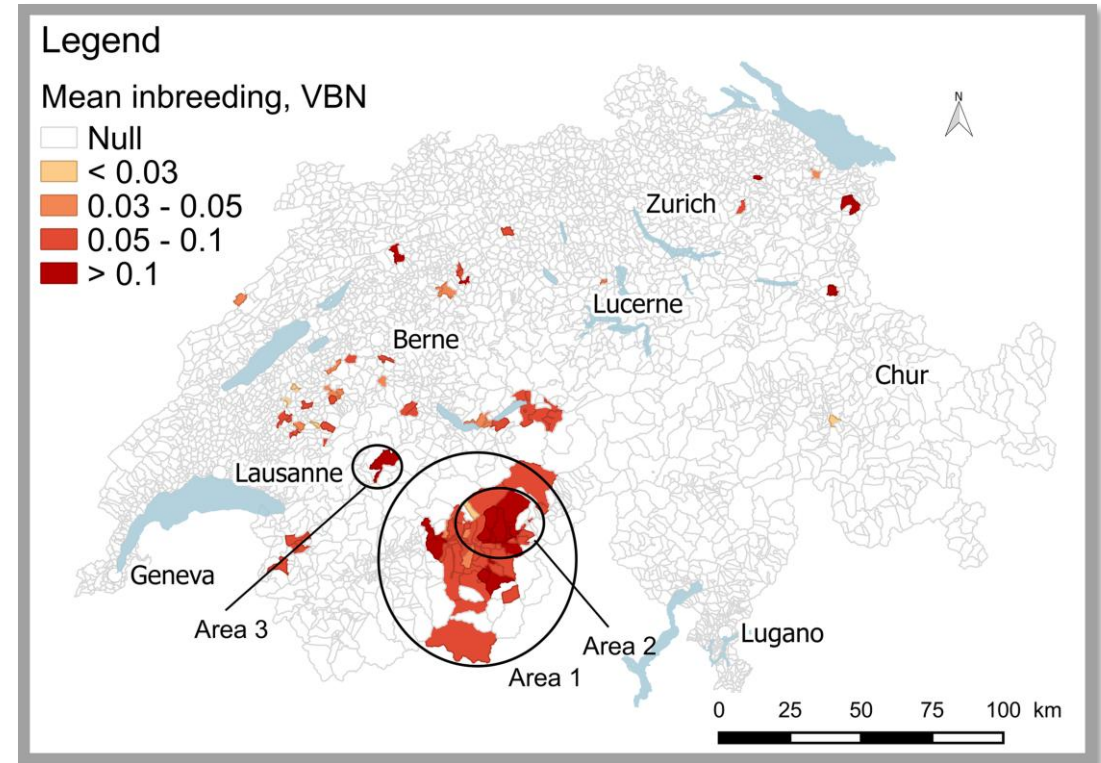 Legend
Mean inbreeding, VBN
Null
< 0.03
0.03 - 0.05
0.05 - 0.1
> 0.1
N
Zurich
Lucerne
Berne
Chur
Lausanne
Geneva
Area 3
Area 2
Lugano
Area 1
0 25 50 75 100 km